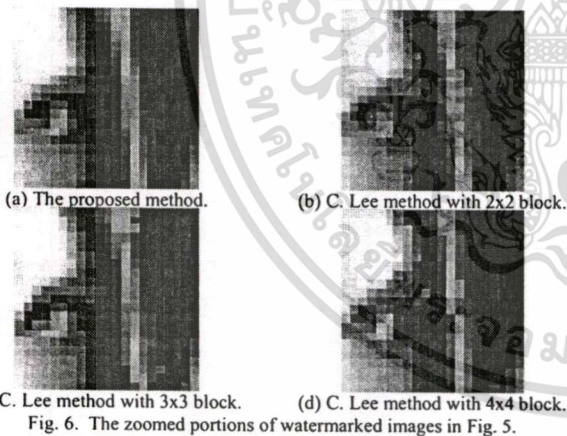 (a) The proposed method.
(b) C. Lee method with 2x2 block.
C. Lee method with 3x3 block.
(d) C. Lee method with 4x4 block.
Fig. 6. The zoomed portions of watermarked images in Fig. 5.